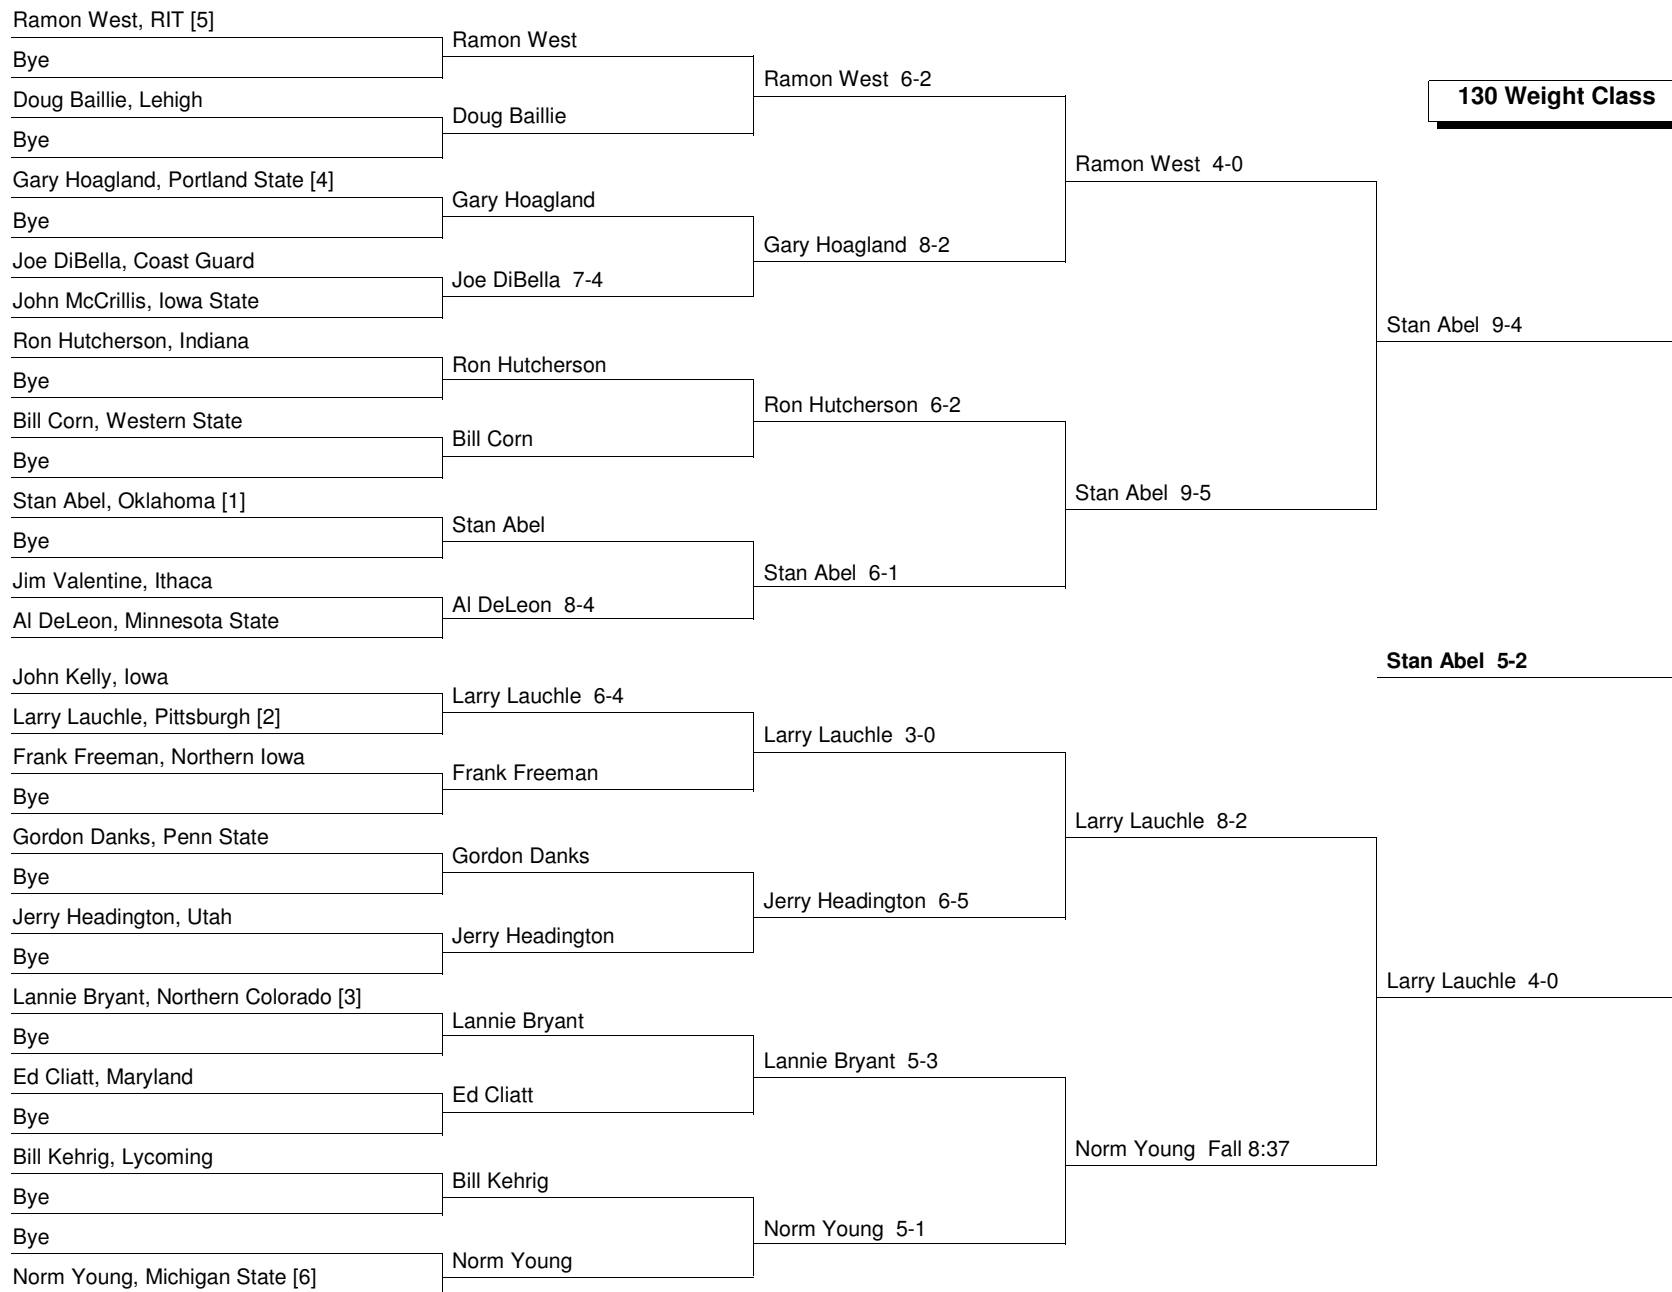 Ramon West, RIT [5]
Bye
Doug Baillie, Lehigh
Bye
Gary Hoagland, Portland State [4]
Bye
Joe DiBella, Coast Guard
John McCrillis, Iowa State
Ron Hutcherson, Indiana
Bye
Bill Corn, Western State
Bye
Stan Abel, Oklahoma [1]
Bye
Jim Valentine, Ithaca
Al DeLeon, Minnesota State
John Kelly, Iowa
Larry Lauchle, Pittsburgh [2]
Frank Freeman, Northern Iowa
Bye
Gordon Danks, Penn State
Bye
Jerry Headington, Utah
Bye
Lannie Bryant, Northern Colorado [3]
Bye
Ed Cliatt, Maryland
Bye
Bill Kehrig, Lycoming
Bye
Bye
Norm Young, Michigan State [6]
Ramon West
Doug Baillie
Gary Hoagland
Joe DiBella 7-4
Ron Hutcherson
Bill Corn
Stan Abel
Al DeLeon 8-4
Larry Lauchle 6-4
Frank Freeman
Gordon Danks
Jerry Headington
Lannie Bryant
Ed Cliatt
Bill Kehrig
Norm Young
Ramon West 6-2
Gary Hoagland 8-2
Ron Hutcherson 6-2
Stan Abel 6-1
Larry Lauchle 3-0
Jerry Headington 6-5
Lannie Bryant 5-3
Norm Young 5-1
Ramon West 4-0
Stan Abel 9-5
Larry Lauchle 8-2
Norm Young Fall 8:37
130 Weight Class
Stan Abel 9-4
Stan Abel 5-2
Larry Lauchle 4-0